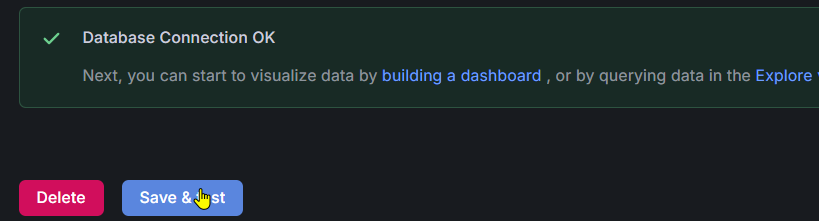 Database Connection OK
Next, you can start to visualize data by building a dashboard , or by querying data in the Explore
Delete
Save &